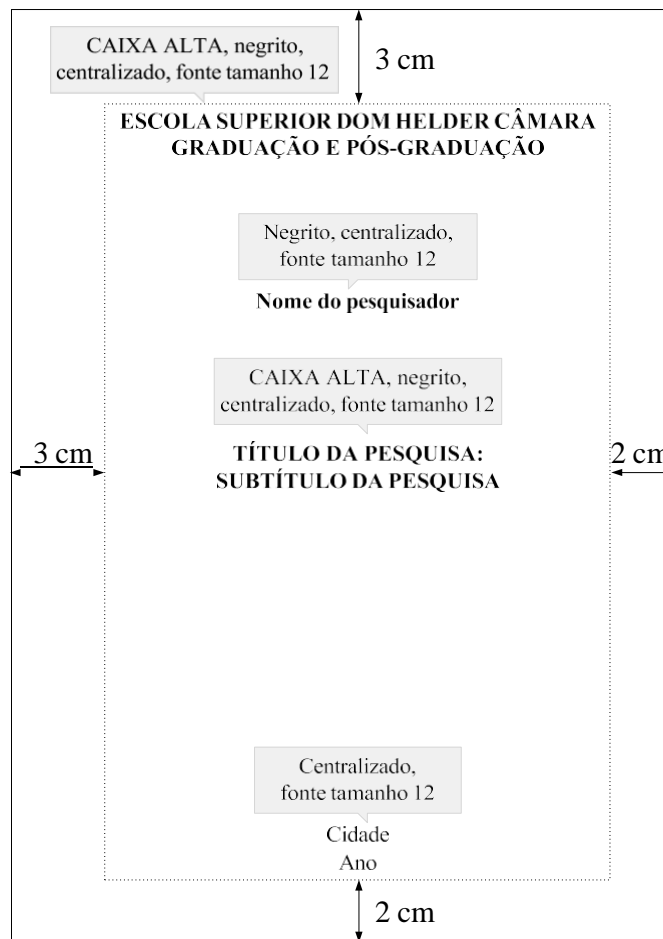 CAIXA ALTA, negrito,
centralizado, fonte tamanho 12
3 cm
ESCOLA SUPERIOR DOM HELDER CÂMARA
GRADUAÇÃO E PÓS-GRADUAÇÃO
Negrito, centralizado,
fonte tamanho 12
Nome do pesquisador
CAIXA ALTA, negrito,
centralizado, fonte tamanho 12
3 cm
TÍTULO DA PESQUISA:
SUBTÍTULO DA PESQUISA
2 cm
Centralizado,
fonte tamanho 12
Cidade
Ano
2 cm